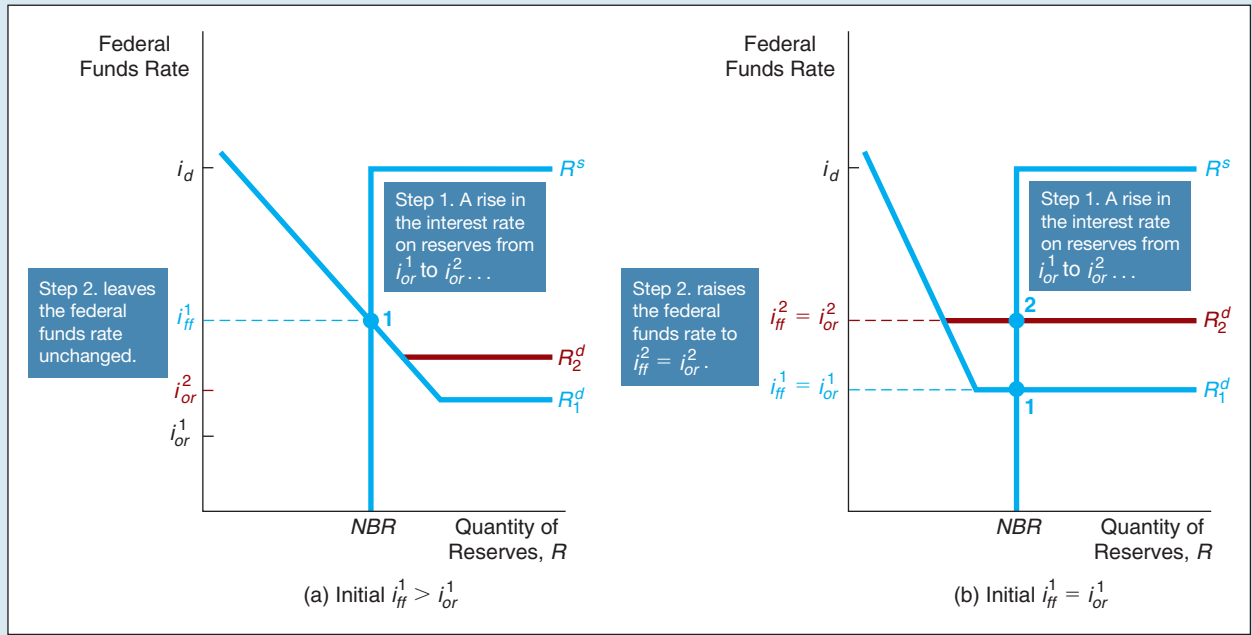 Federal
Funds Rate
i_d
R^s
Step 1. A rise in
the interest rate
on reserves from
i_or^1 to i_or^2 . . .
Step 2. leaves
the federal
funds rate
unchanged.
i_ff^1
1
R_2^d
i_or^2
R_1^d
i_or^1
NBR
Quantity of
Reserves, R
(a) Initial i_ff^1 > i_or^1
Federal
Funds Rate
i_d
R^s
Step 1. A rise in
the interest rate
on reserves from
i_or^1 to i_or^2 . . .
Step 2. raises
the federal
funds rate to
i_ff^2 = i_or^2 .
i_ff^2 = i_or^2
2
R_2^d
i_ff^1 = i_or^1
1
R_1^d
NBR
Quantity of
Reserves, R
(b) Initial i_ff^1 = i_or^1